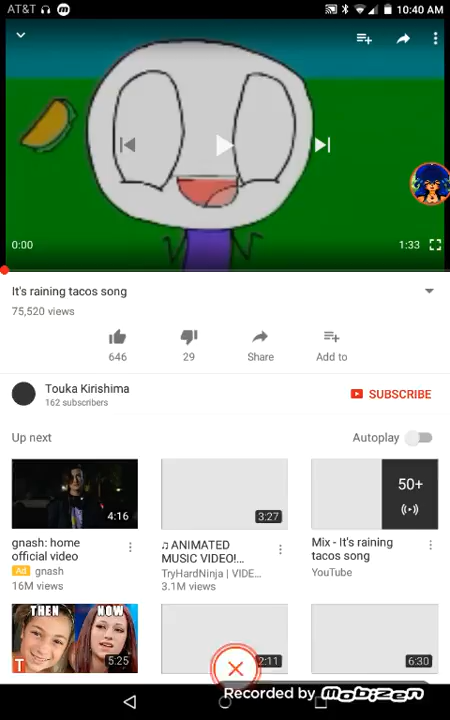 AT&T
10:40 AM
0:00
1:33
It's raining tacos song
75,520 views
646
29
Share
Add to
Touka Kirishima
162 subscribers
SUBSCRIBE
Up next
Autoplay
4:16
3:27
50+
gnash: home
official video
Ad gnash
16M views
♫ ANIMATED
MUSIC VIDEO!...
TryHardNinja | VIDE...
3.1M views
Mix - It's raining
tacos song
YouTube
THEN NOW
T
5:25
2:11
6:30
Recorded by Mobizen